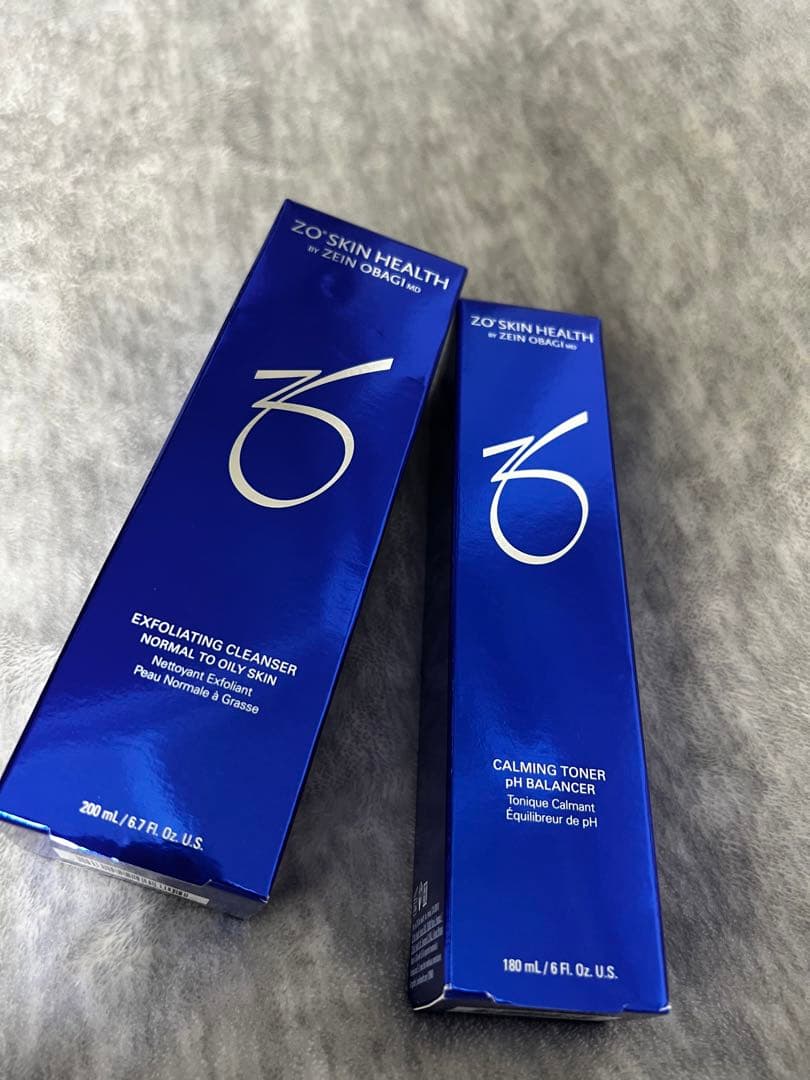 ZO® SKIN HEALTH
BY ZEIN OBAGI MD
EXFOLIATING CLEANSER
NORMAL TO OILY SKIN
Nettoyant Exfoliant
Peau Normale à Grasse
200 mL / 6.7 Fl. Oz. U.S.
ZO® SKIN HEALTH
BY ZEIN OBAGI MD
CALMING TONER
pH BALANCER
Tonique Calmant
Équilibreur de pH
180 mL / 6 Fl. Oz. U.S.